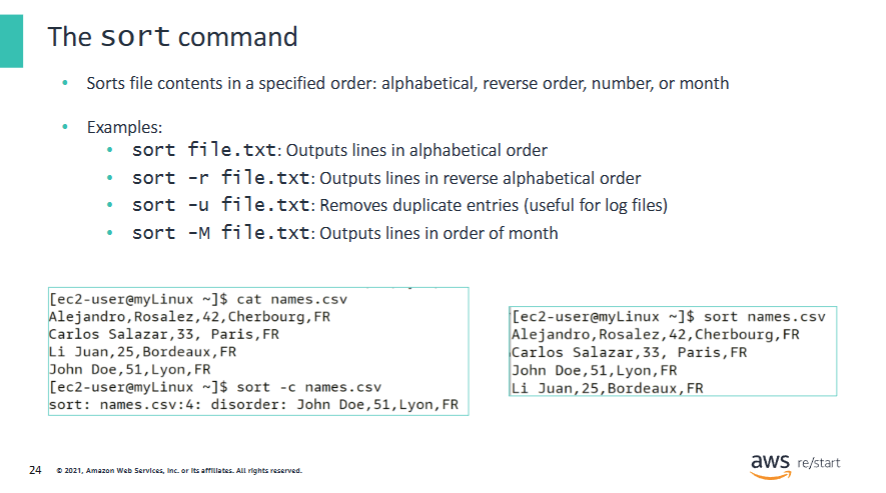 The sort command
• Sorts file contents in a specified order: alphabetical, reverse order, number, or month
• Examples:
• sort file.txt: Outputs lines in alphabetical order
• sort -r file.txt: Outputs lines in reverse alphabetical order
• sort -u file.txt: Removes duplicate entries (useful for log files)
• sort -M file.txt: Outputs lines in order of month
[ec2-user@myLinux ~]$ cat names.csv
Alejandro,Rosalez,42,Cherbourg,FR
Carlos Salazar,33, Paris,FR
Li Juan,25,Bordeaux,FR
John Doe,51,Lyon,FR
[ec2-user@myLinux ~]$ sort -c names.csv
sort: names.csv:4: disorder: John Doe,51,Lyon,FR
[ec2-user@myLinux ~]$ sort names.csv
Alejandro,Rosalez,42,Cherbourg,FR
Carlos Salazar,33, Paris,FR
John Doe,51,Lyon,FR
Li Juan,25,Bordeaux,FR
24 © 2021, Amazon Web Services, Inc. or its affiliates. All rights reserved.
aws re/start